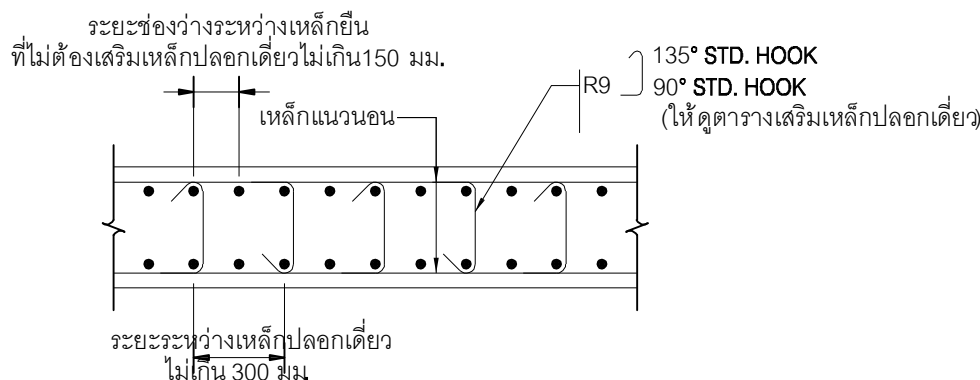 ระยะช่องว่างระหว่างเหล็กยืน
ที่ไม่ต้องเสริมเหล็กปลอกเดี่ยวไม่เกิน150 มม.
135° STD. HOOK
R9
90° STD. HOOK
(ให้ดูตารางเสริมเหล็กปลอกเดี่ยว)
เหล็กแนวนอน
ระยะระหว่างเหล็กปลอกเดี่ยว
ไม่เกิน 300 มม.